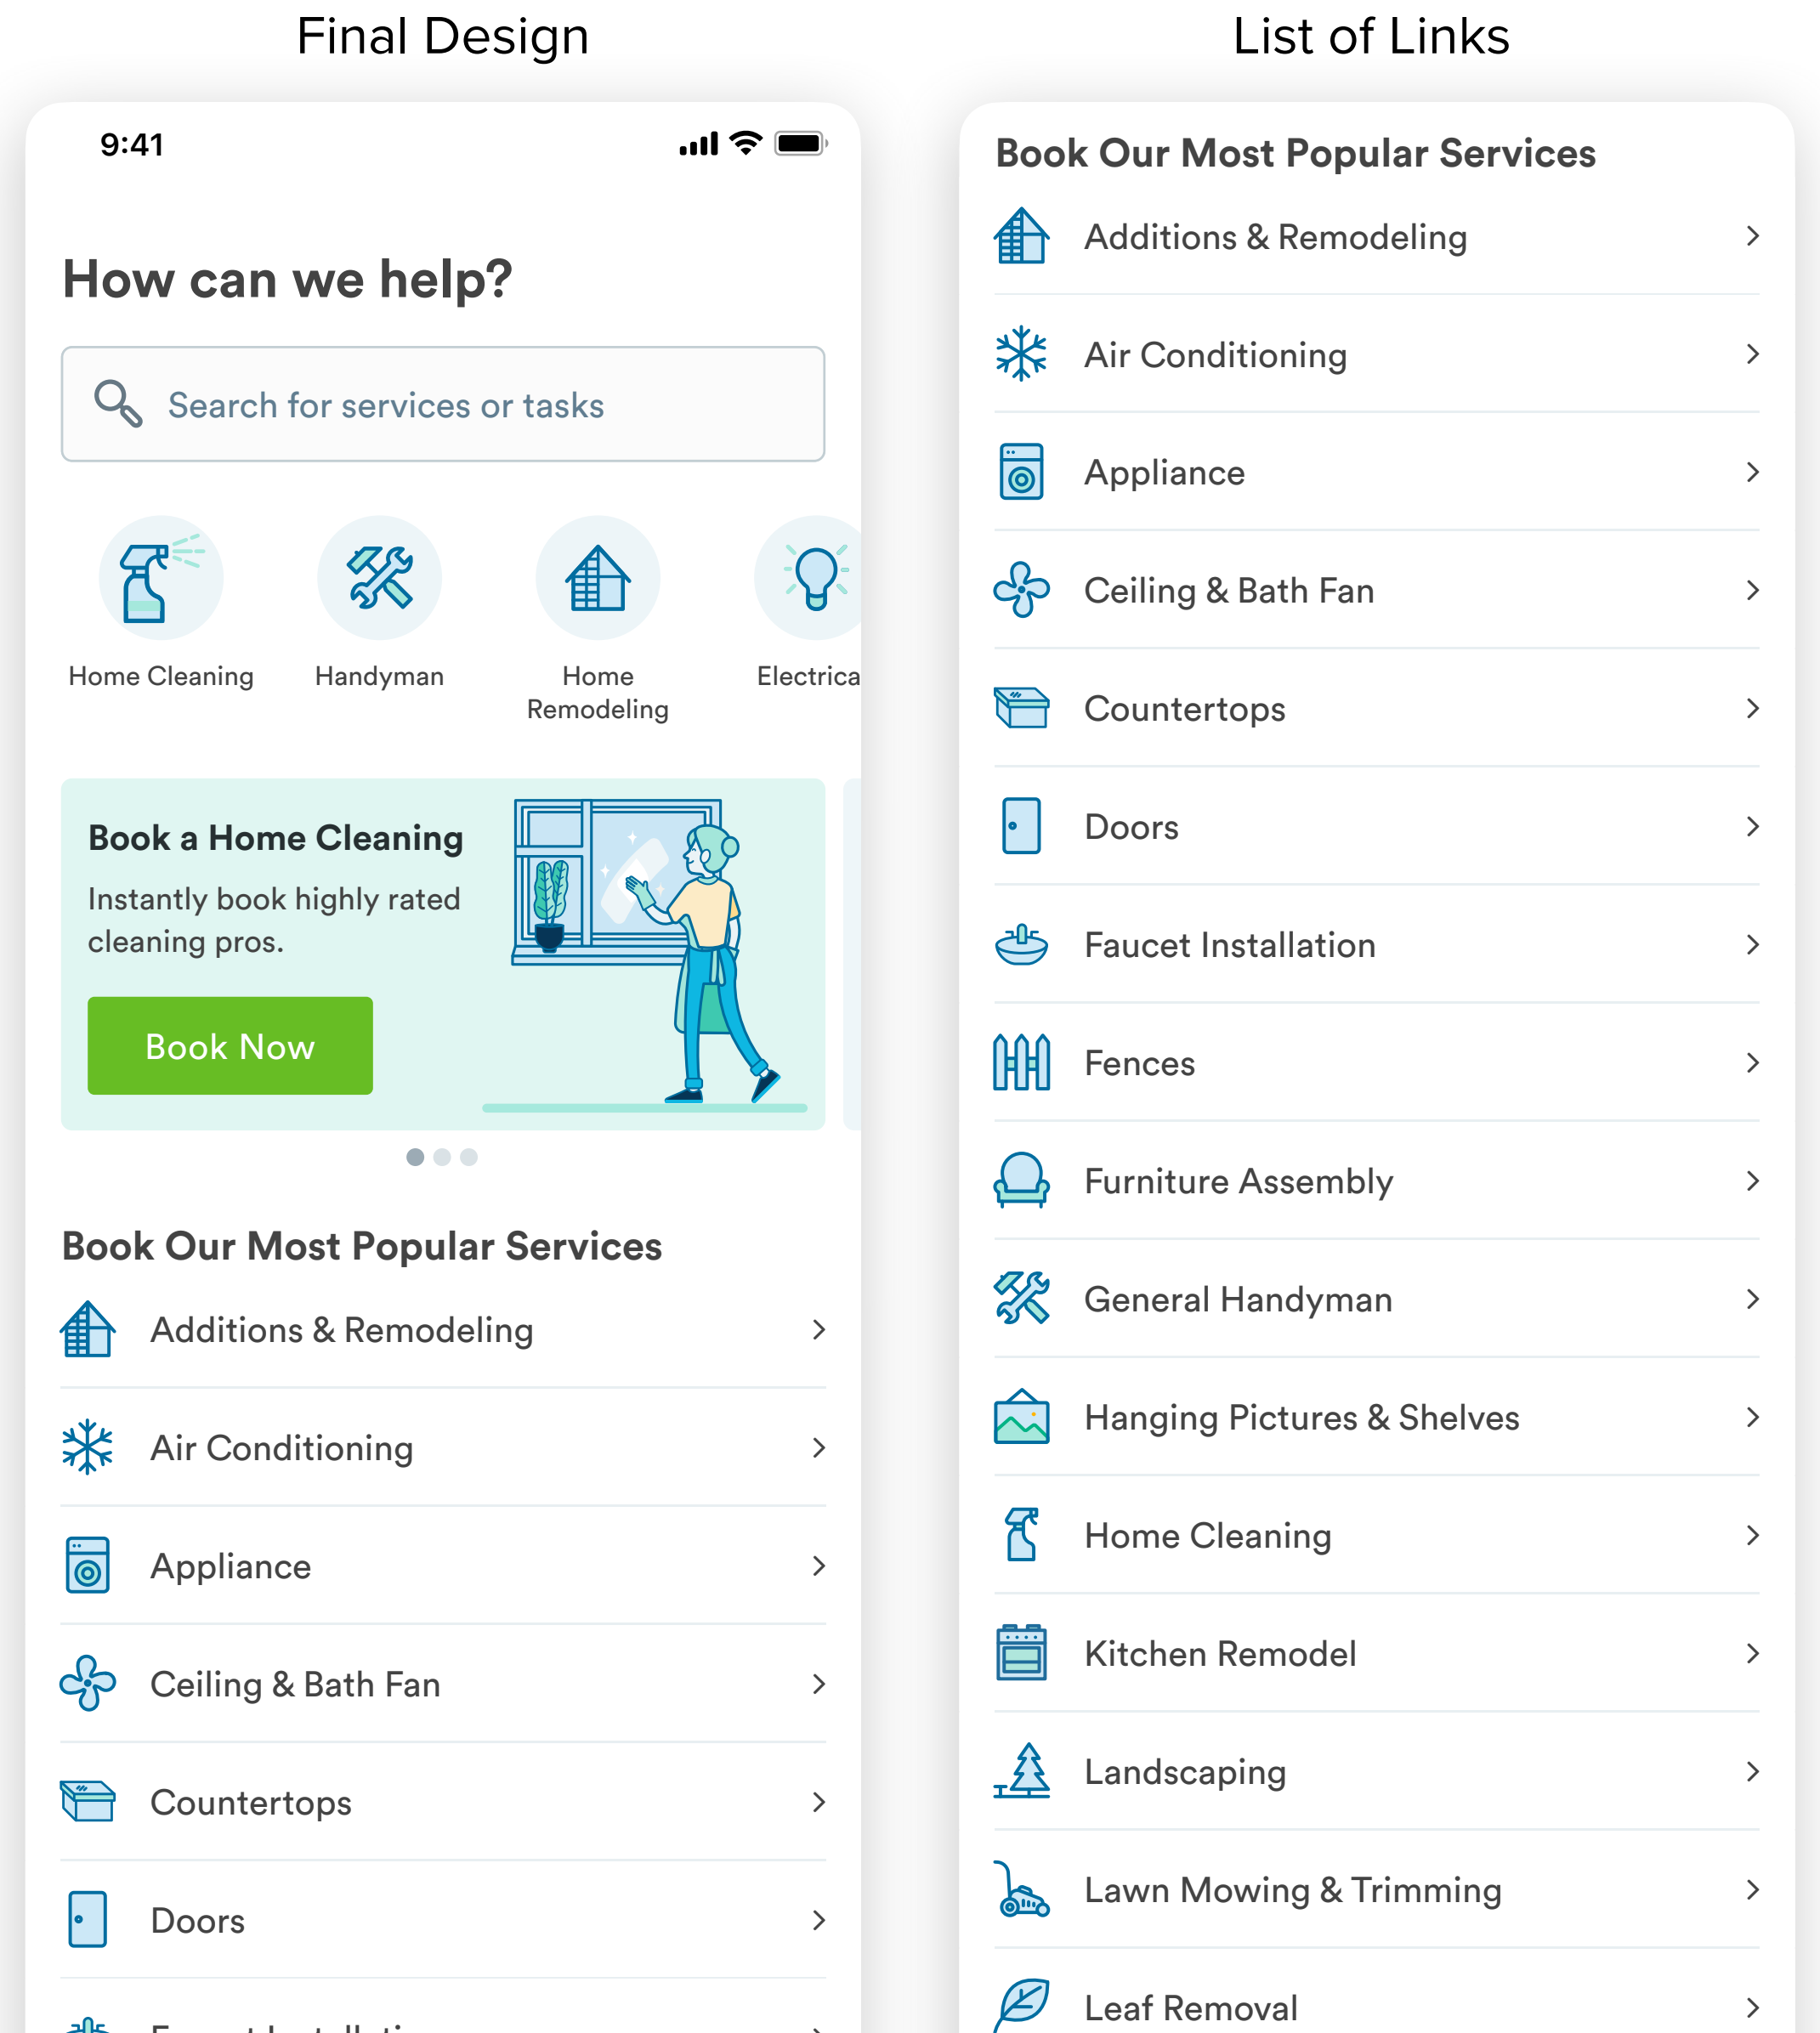 Final Design
9:41
How can we help?
Search for services or tasks
Home Cleaning
Handyman
Home
Remodeling
Electrica
Book a Home Cleaning
Instantly book highly rated
cleaning pros.
Book Now
Book Our Most Popular Services
Additions & Remodeling
Air Conditioning
Appliance
Ceiling & Bath Fan
Countertops
Doors
List of Links
Book Our Most Popular Services
Additions & Remodeling
Air Conditioning
Appliance
Ceiling & Bath Fan
Countertops
Doors
Faucet Installation
Fences
Furniture Assembly
General Handyman
Hanging Pictures & Shelves
Home Cleaning
Kitchen Remodel
Landscaping
Lawn Mowing & Trimming
Leaf Removal